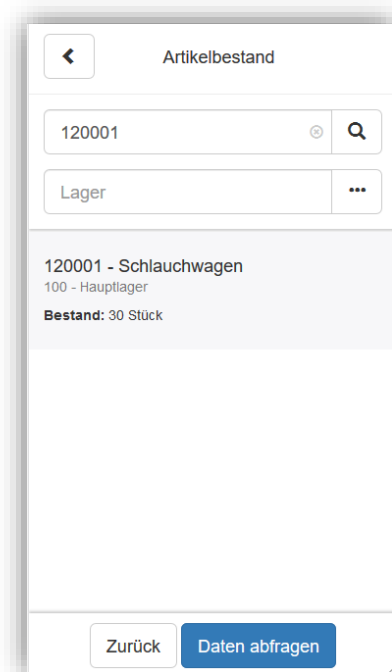 Artikelbestand
120001
Lager
120001 - Schlauchwagen
100 - Hauptlager
Bestand: 30 Stück
Zurück Daten abfragen